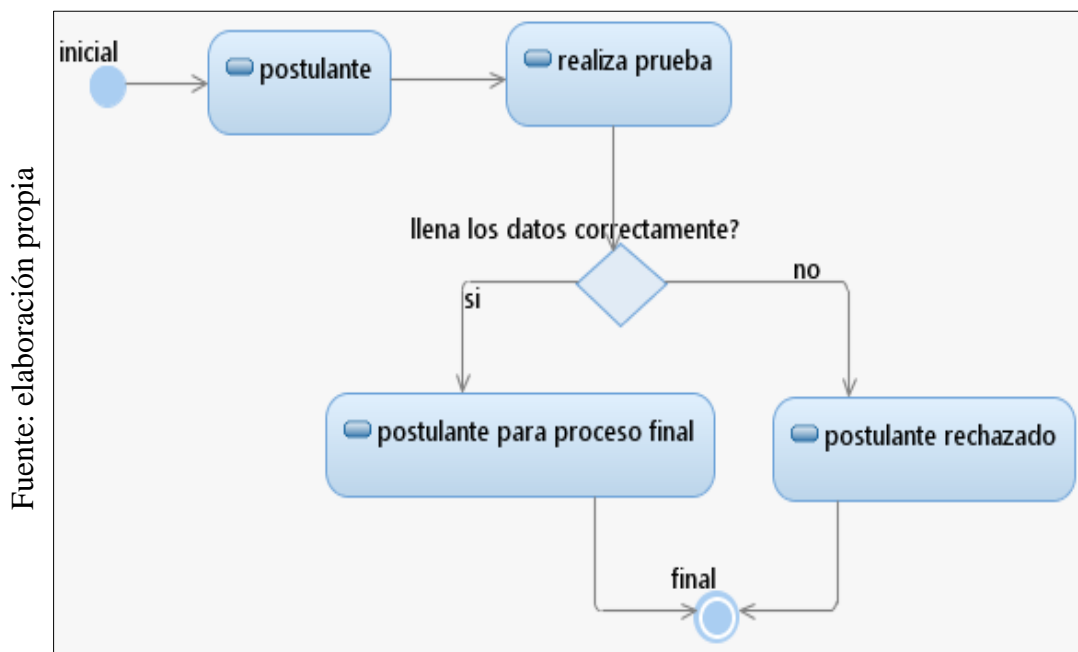 inicial
postulante
realiza prueba
llena los datos correctamente?
si
no
postulante para proceso final
postulante rechazado
final
Fuente: elaboración propia